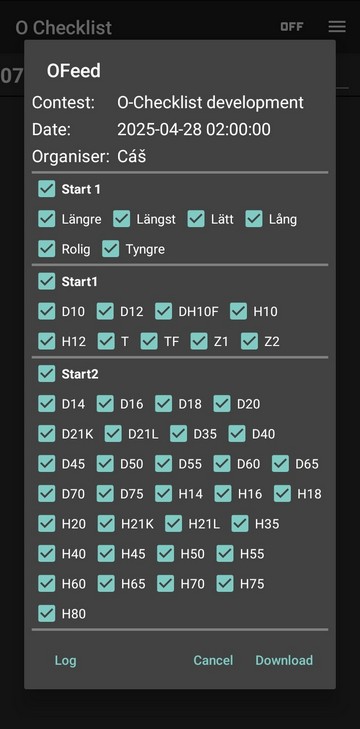 O Checklist OFF
07
OFeed
Contest: O-Checklist development
Date: 2025-04-28 02:00:00
Organiser: Cáš
Start 1
Längre Längst Lätt Lång
Rolig Tyngre
Start1
D10 D12 DH10F H10
H12 T TF Z1 Z2
Start2
D14 D16 D18 D20
D21K D21L D35 D40
D45 D50 D55 D60 D65
D70 D75 H14 H16 H18
H20 H21K H21L H35
H40 H45 H50 H55
H60 H65 H70 H75
H80
Log Cancel Download